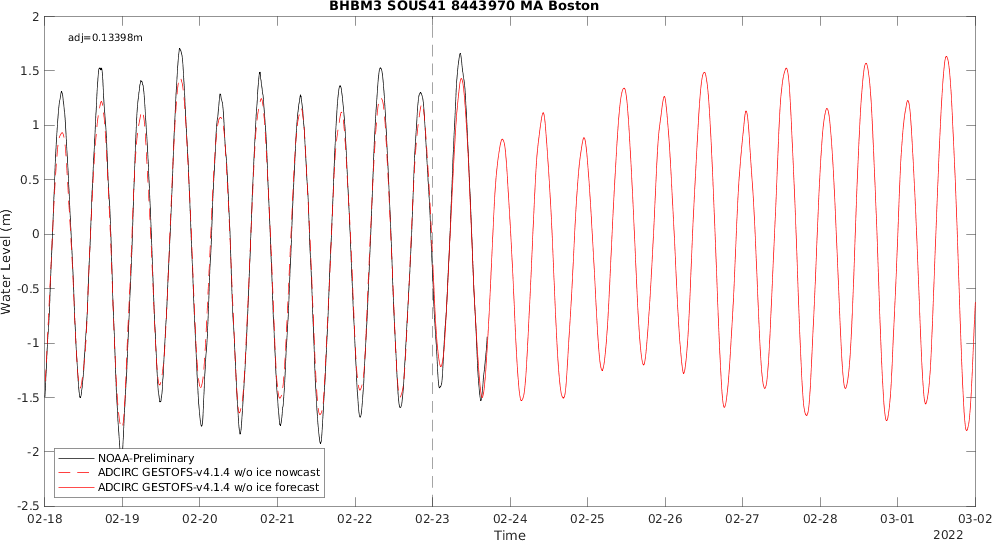 BHBM3 SOUS41 8443970 MA Boston
adj=0.13398m
2
1.5
1
0.5
0
-0.5
-1
-1.5
-2
-2.5
Water Level (m)
NOAA-Preliminary
ADCIRC GESTOFS-v4.1.4 w/o ice nowcast
ADCIRC GESTOFS-v4.1.4 w/o ice forecast
02-18 02-19 02-20 02-21 02-22 02-23 02-24 02-25 02-26 02-27 02-28 03-01 03-02
Time
2022